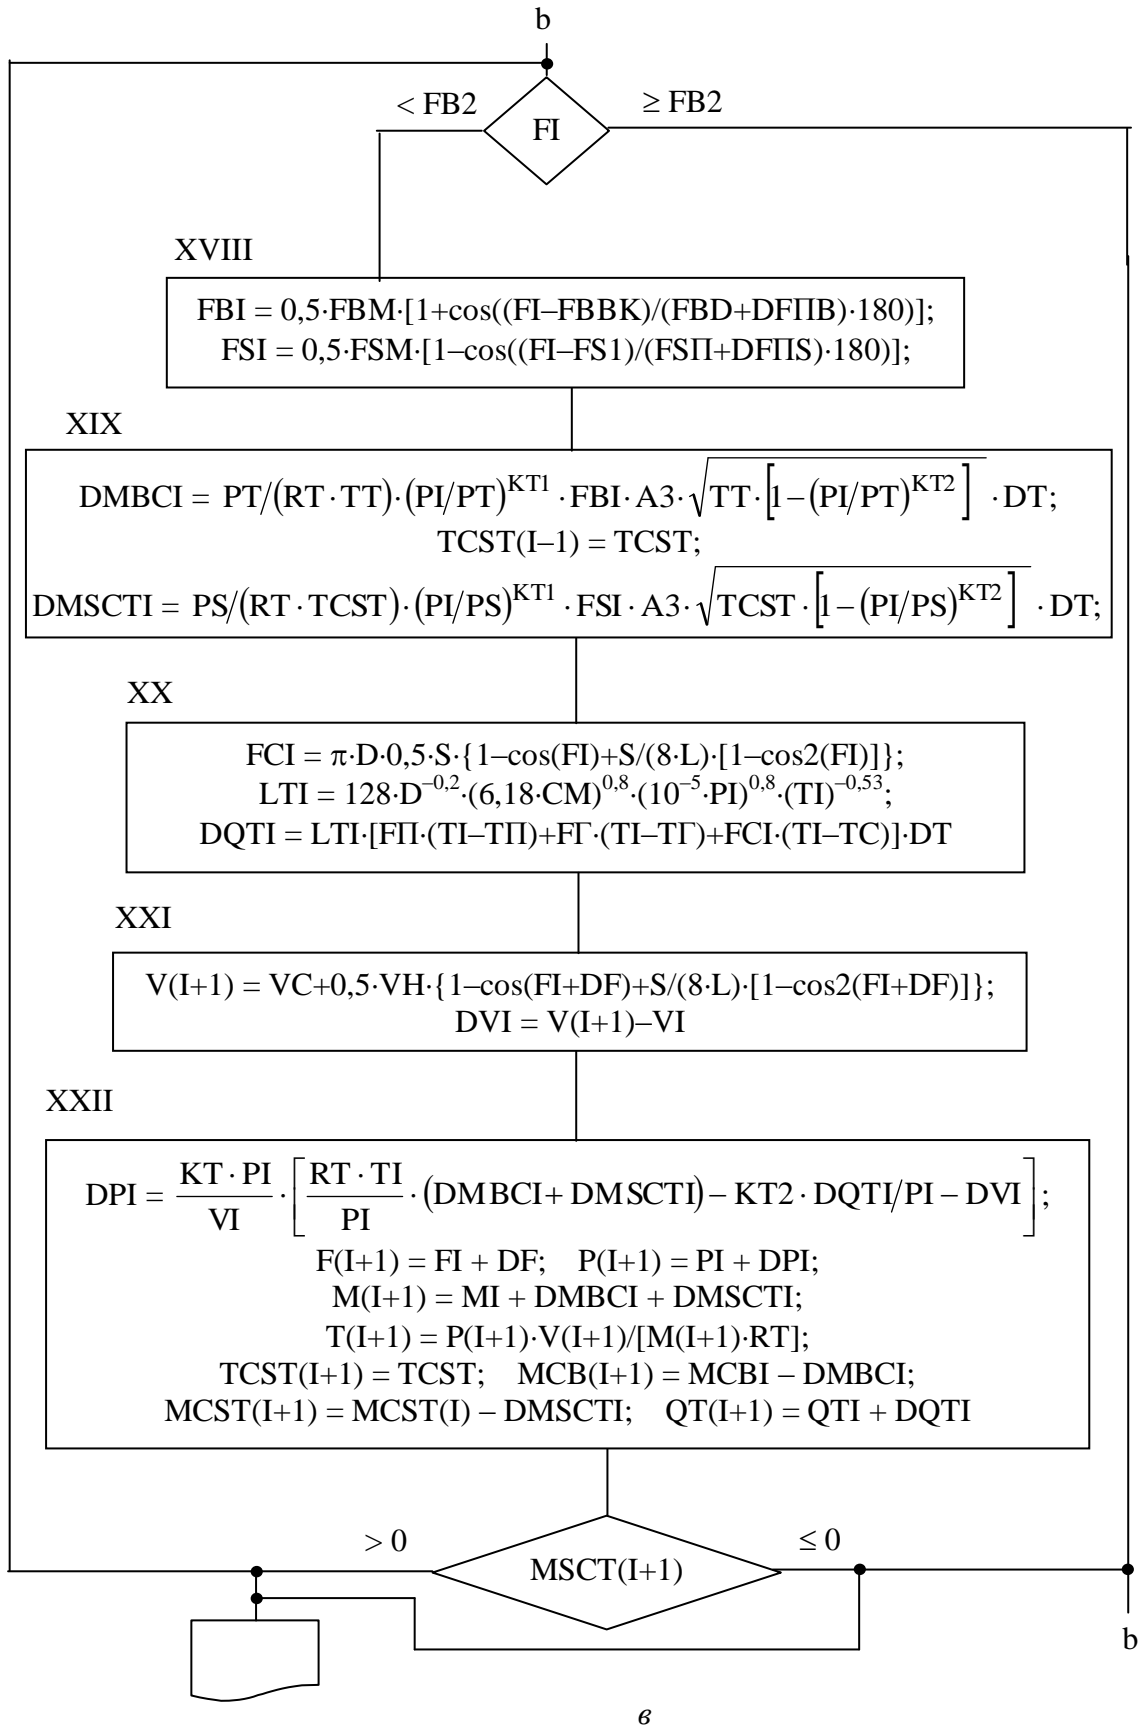 b
< FB2
≥ FB2
FI
XVIII
FBI = 0,5·FBM·[1+cos((FI–FBBK)/(FBD+DFПВ)·180)];
FSI = 0,5·FSM·[1–cos((FI–FS1)/(FSП+DFПS)·180)];
XIX
DMBCI = PT/(RT·TT)·(PI/PT)^KT1·FBI·A3·√TT·[1–(PI/PT)^KT2]·DT;
TCST(I–1) = TCST;
DMSCTI = PS/(RT·TCST)·(PI/PS)^KT1·FSI·A3·√TCST·[1–(PI/PS)^KT2]·DT;
XX
FCI = π·D·0,5·S·{1–cos(FI)+S/(8·L)·[1–cos2(FI)]};
LTI = 128·D^–0,2·(6,18·CM)^0,8·(10^–5·PI)^0,8·(TI)^–0,53;
DQTI = LTI·[FП·(TI–TП)+FГ·(TI–TГ)+FCI·(TI–TC)]·DT
XXI
V(I+1) = VC+0,5·VH·{1–cos(FI+DF)+S/(8·L)·[1–cos2(FI+DF)]};
DVI = V(I+1)–VI
XXII
DPI = KT·PI/VI·[RT·TI/PI·(DMBCI+DMSCTI)–KT2·DQTI/PI–DVI];
F(I+1) = FI + DF; P(I+1) = PI + DPI;
M(I+1) = MI + DMBCI + DMSCTI;
T(I+1) = P(I+1)·V(I+1)/[M(I+1)·RT];
TCST(I+1) = TCST; MCB(I+1) = MCBI – DMBCI;
MCST(I+1) = MCST(I) – DMSCTI; QT(I+1) = QTI + DQTI
> 0
≤ 0
MSCT(I+1)
b
в